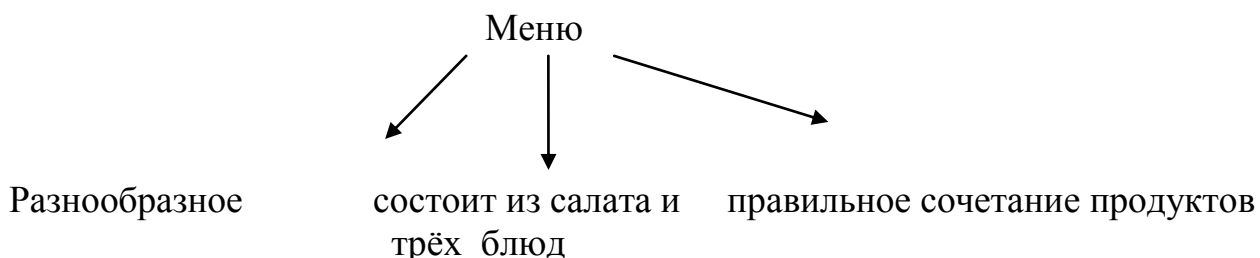 Меню
Разнообразное состоит из салата и правильное сочетание продуктов
трёх блюд